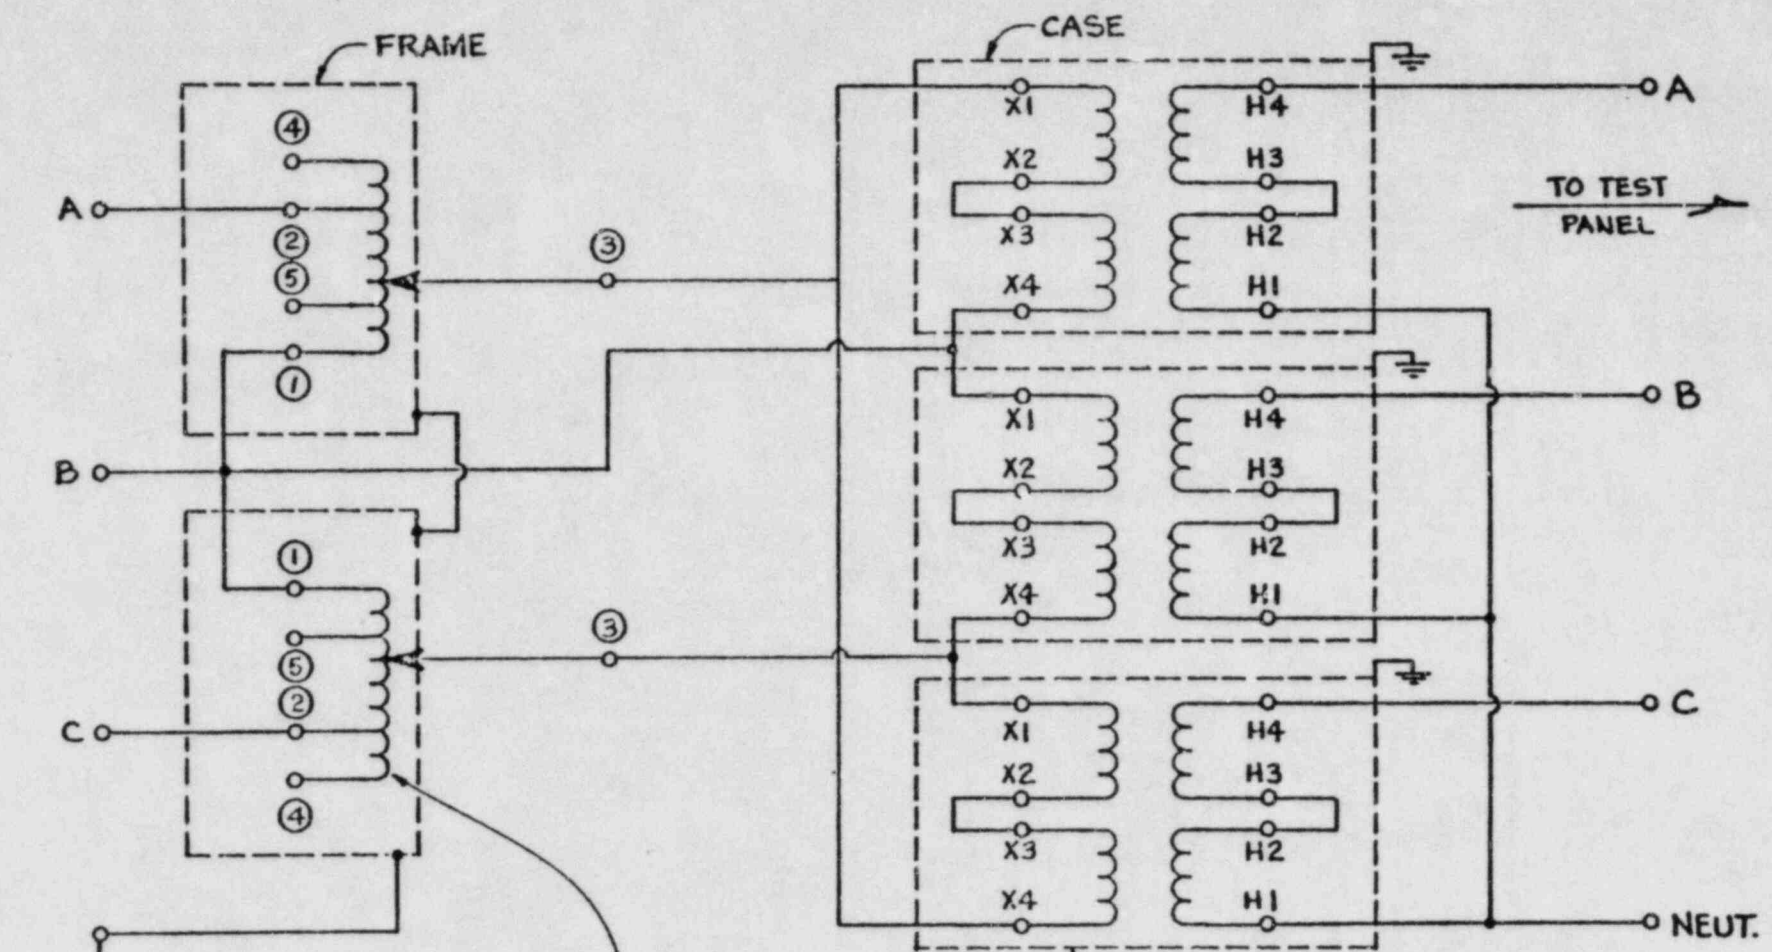 FRAME
CASE
④
A
②
⑤
①
③
B
①
⑤
②
C
④
③
X1
X2
X3
X4
H4
H3
H2
H1
A
TO TEST
PANEL
X1
X2
X3
X4
H4
H3
H2
H1
B
X1
X2
X3
X4
H4
H3
H2
H1
C
NEUT.